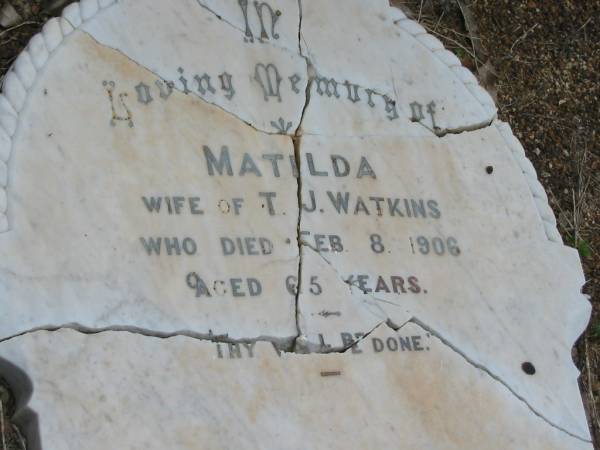 In
Loving Memory of
MATILDA
WIFE OF T. J. WATKINS
WHO DIED FEB. 8. 1906
AGED 65 YEARS.
"THY WILL BE DONE."